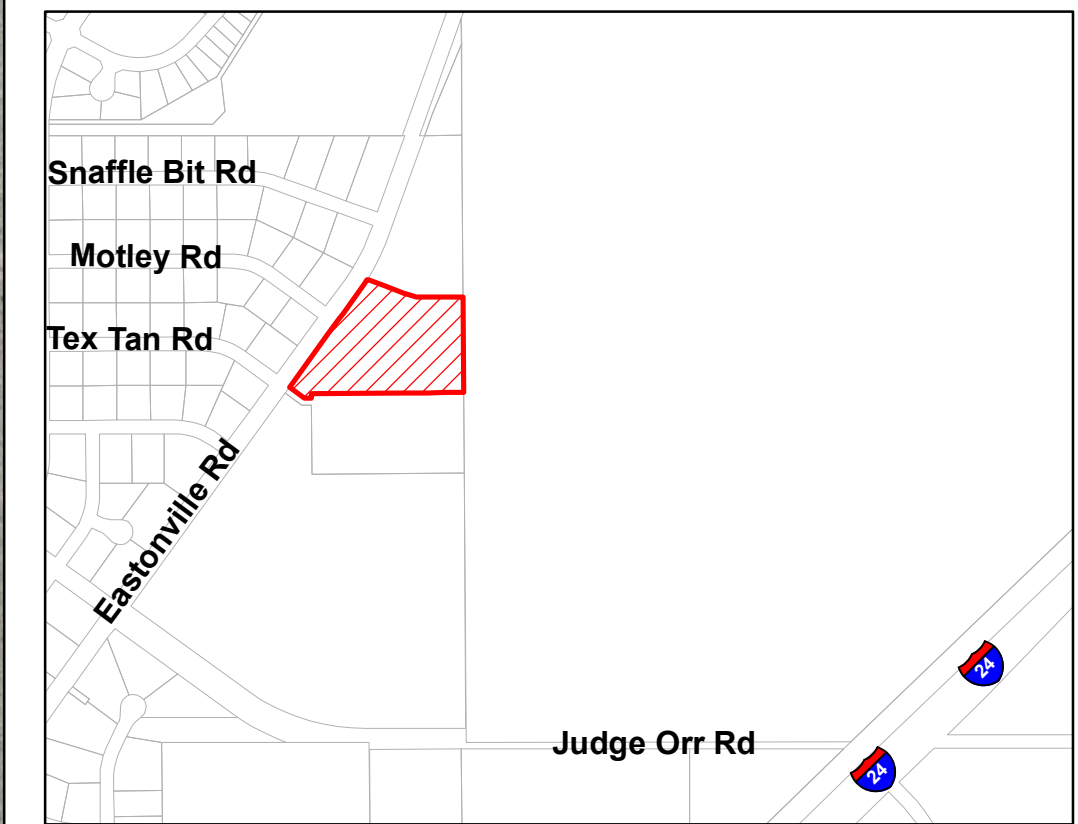 Snaffle Bit Rd
Motley Rd
Tex Tan Rd
Eastonville Rd
24
Judge Orr Rd
24